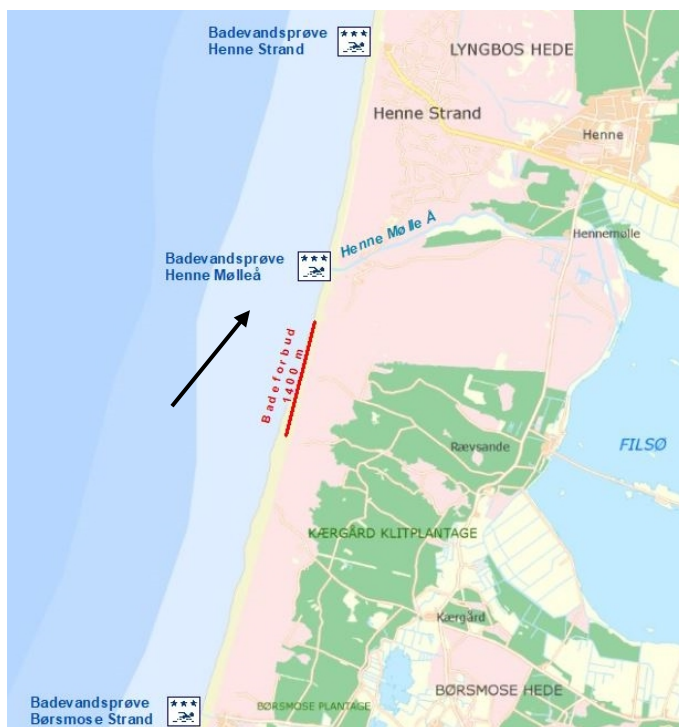 Badevandsprøve
Henne Strand
LYNGBOS HEDE
Henne Strand
Henne
Henne Mølle Å
Hennemølle
Badevandsprøve
Henne Mølleå
Badeforbud
1400 m
Rævsande
FILSØ
KÆRGÅRD KLITPLANTAGE
Kærgård
BØRSMOSE HEDE
BØRSMOSE PLANTAGE
Badevandsprøve
Børsmose Strand